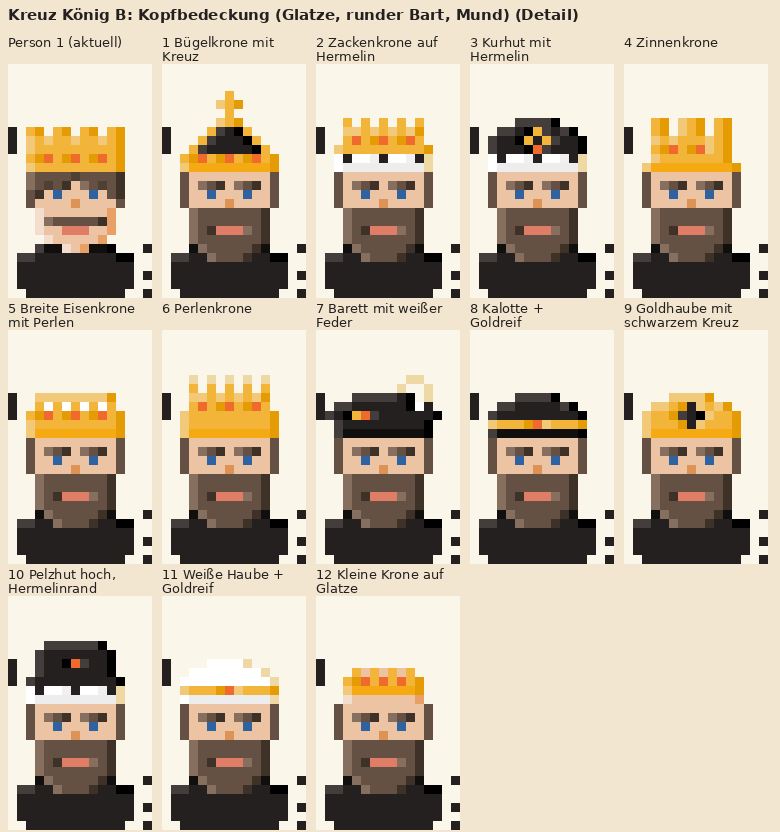 Kreuz König B: Kopfbedeckung (Glatze, runder Bart, Mund) (Detail)
Person 1 (aktuell)
1 Bügelkrone mit
Kreuz
2 Zackenkrone auf
Hermelin
3 Kurhut mit
Hermelin
4 Zinnenkrone
5 Breite Eisenkrone
mit Perlen
6 Perlenkrone
7 Barett mit weißer
Feder
8 Kalotte +
Goldreif
9 Goldhaube mit
schwarzem Kreuz
10 Pelzhut hoch,
Hermelinrand
11 Weiße Haube +
Goldreif
12 Kleine Krone auf
Glatze